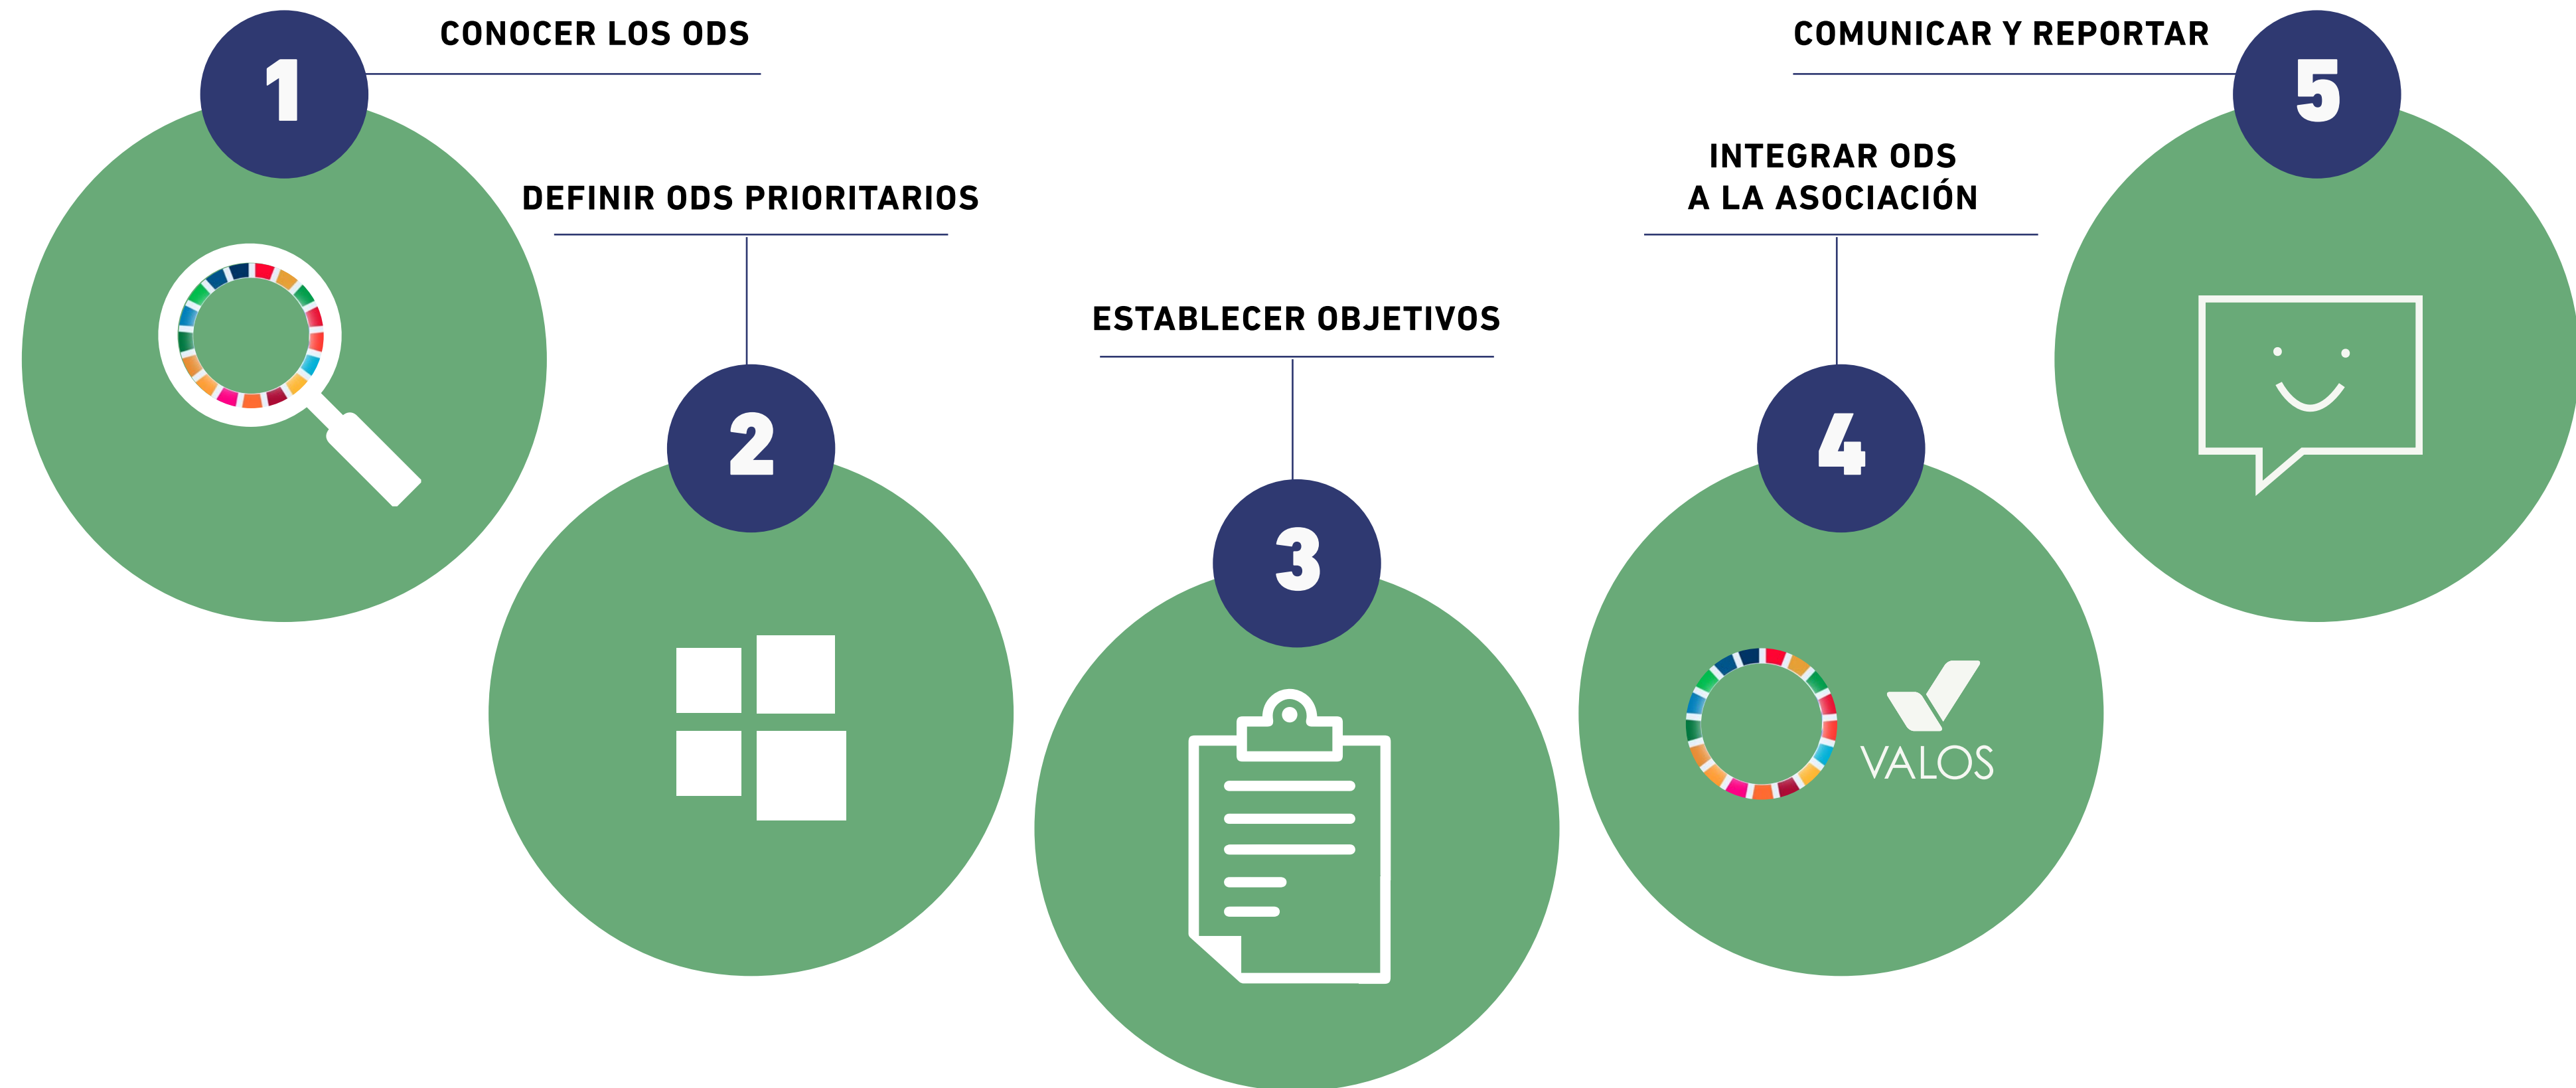 1
CONOCER LOS ODS
2
DEFINIR ODS PRIORITARIOS
3
ESTABLECER OBJETIVOS
4
INTEGRAR ODS
A LA ASOCIACIÓN
VALOS
5
COMUNICAR Y REPORTAR